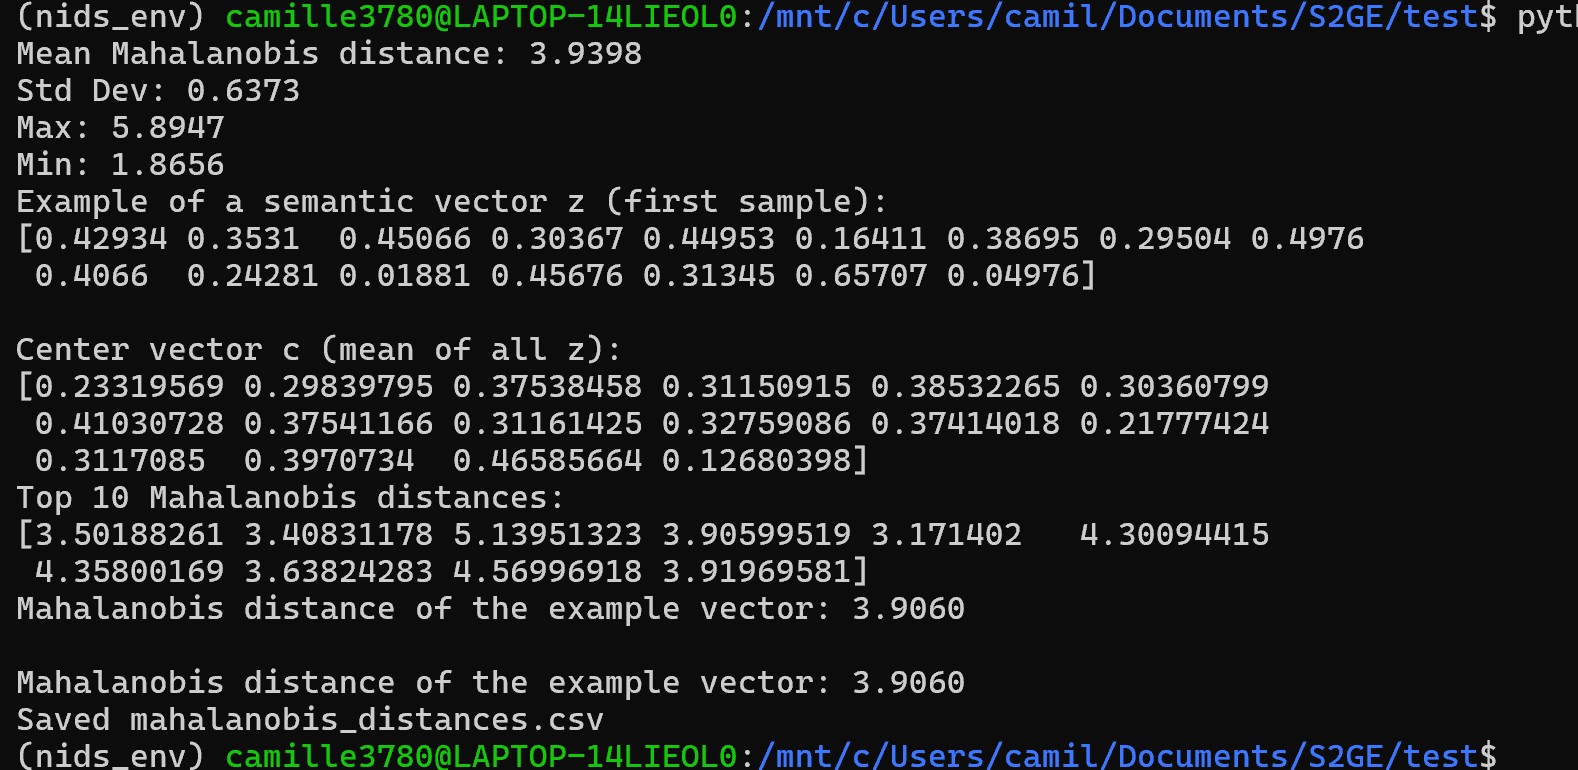 (nids_env) camille3780@LAPTOP-14LIEOL0:/mnt/c/Users/camil/Documents/S2GE/test$
Mean Mahalanobis distance: 3.9398
Std Dev: 0.6373
Max: 5.8947
Min: 1.8656
Example of a semantic vector z (first sample):
[0.42934 0.3531  0.45066 0.30367 0.44953 0.16411 0.38695 0.29504 0.4976
 0.4066  0.24281 0.01881 0.45676 0.31345 0.65707 0.04976]
Center vector c (mean of all z):
[0.23319569 0.29839795 0.37538458 0.31150915 0.38532265 0.30360799
 0.41030728 0.37541166 0.31161425 0.32759086 0.37414018 0.21777424
 0.3117085  0.3970734  0.46585664 0.12680398]
Top 10 Mahalanobis distances:
[3.50188261 3.40831178 5.13951323 3.90599519 3.171402   4.30094415
 4.35800169 3.63824283 4.56996918 3.91969581]
Mahalanobis distance of the example vector: 3.9060
Mahalanobis distance of the example vector: 3.9060
Saved mahalanobis_distances.csv
(nids_env) camille3780@LAPTOP-14LIEOL0:/mnt/c/Users/camil/Documents/S2GE/test$